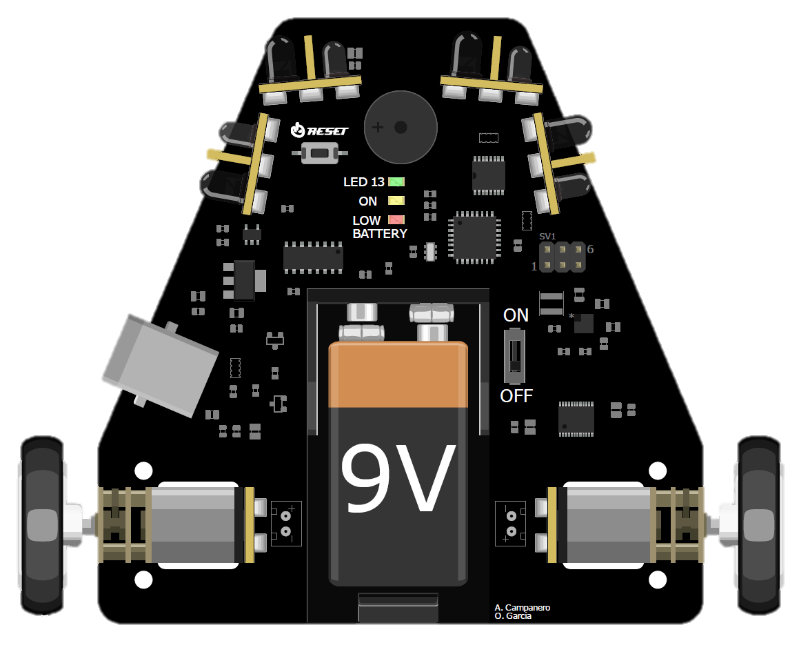 RESET
LED 13
ON
LOW
BATTERY
SV1
6
1
*
ON
OFF
+
9V
+
+
A. Campanero
O. Garcia